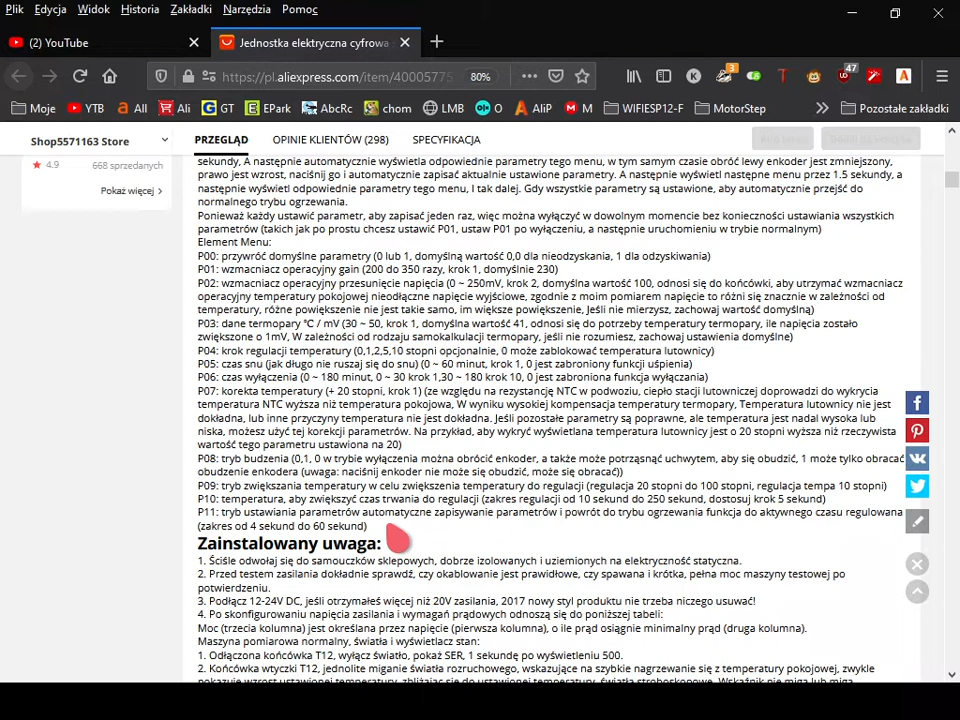 Plik Edycja Widok Historia Zakładki Narzędzia Pomoc
(2) YouTube
Jednostka elektryczna cyfrowa
https://pl.aliexpress.com/item/40005775
80%
3
47
Moje YTB All Ali GT EPark AbcRc chom LMB O AliP M WIFIESP12-F MotorStep Pozostałe zakładki
Shop5571163 Store
PRZEGLĄD OPINIE KLIENTÓW (298) SPECYFIKACJA
4.9 668 sprzedanych
Pokaż więcej
sekundy, A następnie automatycznie wyświetla odpowiednie parametry tego menu, w tym samym czasie obróć lewy enkoder jest zmniejszony,
prawo jest wzrost, naciśnij go i automatycznie zapisać aktualnie ustawione parametry. A następnie wyświetl następne menu przez 1.5 sekundy, a
następnie wyświetl odpowiednie parametry tego menu, I tak dalej. Gdy wszystkie parametry są ustawione, aby automatycznie przejść do
normalnego trybu ogrzewania.
Ponieważ każdy ustawić parametr, aby zapisać jeden raz, więc można wyłączyć w dowolnym momencie bez konieczności ustawiania wszystkich
parametrów (takich jak po prostu chcesz ustawić P01, ustaw P01 po wyłączeniu, a następnie uruchomieniu w trybie normalnym)
Element Menu:
P00: przywróć domyślne parametry (0 lub 1, domyślną wartość 0,0 dla nieodzyskania, 1 dla odzyskiwania)
P01: wzmacniacz operacyjny gain (200 do 350 razy, krok 1, domyślnie 230)
P02: wzmacniacz operacyjny przesunięcie napięcia (0 ~ 250mV, krok 2, domyślna wartość 100, odnosi się do końcówki, aby utrzymać wzmacniacz
operacyjny temperatury pokojowej nieodłączne napięcie wyjściowe, zgodnie z moim pomiarem napięcie to różni się znacznie w zależności od
temperatury, różne powiększenie nie jest takie samo, im większe powiększenie, Jeśli nie mierzysz, zachowaj wartość domyślną)
P03: dane termopary ℃ / mV (30 ~ 50, krok 1, domyślna wartość 41, odnosi się do potrzeby temperatury termopary, ile napięcia zostało
zwiększone o 1mV, W zależności od rodzaju samokalkulacji termopary, jeśli nie rozumiesz, zachowaj ustawienia domyślne)
P04: krok regulacji temperatury (0,1,2,5,10 stopni opcjonalnie, 0 może zablokować temperatura lutownicy)
P05: czas snu (jak długo nie ruszaj się do snu) (0 ~ 60 minut, krok 1, 0 jest zabroniony funkcji uśpienia)
P06: czas wyłączenia (0 ~ 180 minut, 0 ~ 30 krok 1,30 ~ 180 krok 10, 0 jest zabroniona funkcja wyłączania)
P07: korekta temperatury (+ 20 stopni, krok 1) (ze względu na rezystancję NTC w podwoziu, ciepło stacji lutowniczej doprowadzi do wykrycia
temperatura NTC wyższa niż temperatura pokojowa, W wyniku wysokiej kompensacja temperatury termopary, Temperatura lutownicy nie jest
dokładna, lub inne przyczyny temperatura nie jest dokładna. Jeśli pozostałe parametry są poprawne, ale temperatura jest nadal wysoka lub
niska, możesz użyć tej korekcji parametrów. Na przykład, aby wykryć wyświetlana temperatura lutownicy jest o 20 stopni wyższa niż rzeczywista
wartość tego parametru ustawiona na 20)
P08: tryb budzenia (0,1, 0 w trybie wyłączenia można obrócić enkoder, a także może potrząsnąć uchwytem, aby się obudzić, 1 może tylko obracać
obudzenie enkodera (uwaga: naciśnij enkoder nie może się obudzić, może się obracać))
P09: tryb zwiększania temperatury w celu zwiększenia temperatury do regulacji (regulacja 20 stopni do 100 stopni, regulacja tempa 10 stopni)
P10: temperatura, aby zwiększyć czas trwania do regulacji (zakres regulacji od 10 sekund do 250 sekund, dostosuj krok 5 sekund)
P11: tryb ustawiania parametrów automatyczne zapisywanie parametrów i powrót do trybu ogrzewania funkcja do aktywnego czasu regulowana
(zakres od 4 sekund do 60 sekund)
Zainstalowany uwaga:
1. Ściśle odwołaj się do samouczków sklepowych, dobrze izolowanych i uziemionych na elektryczność statyczna.
2. Przed testem zasilania dokładnie sprawdź, czy okablowanie jest prawidłowe, czy spawana i krótka, pełna moc maszyny testowej po
potwierdzeniu.
3. Podłącz 12-24V DC, jeśli otrzymałeś więcej niż 20V zasilania, 2017 nowy styl produktu nie trzeba niczego usuwać!
4. Po skonfigurowaniu napięcia zasilania i wymagań prądowych odnoszą się do poniższej tabeli:
Moc (trzecia kolumna) jest określana przez napięcie (pierwsza kolumna), o ile prąd osiągnie minimalny prąd (druga kolumna).
Maszyna pomiarowa normalny, światła i wyświetlacz stan:
1. Odłączona końcówka T12, wyłącz światło, pokaż SER, 1 sekundę po wyświetleniu 500.
2. Końcówka wtyczki T12, jednolite miganie światła rozruchowego, wskazujące na szybkie nagrzewanie się z temperatury pokojowej, zwykle